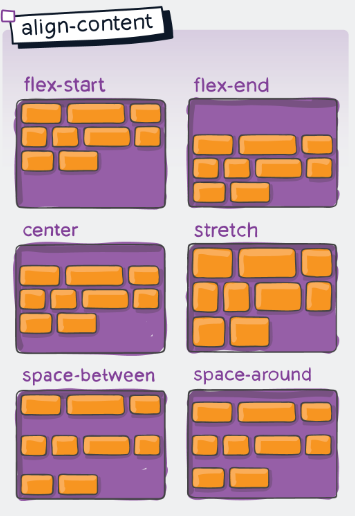 align-content
flex-start
flex-end
center
stretch
space-between
space-around